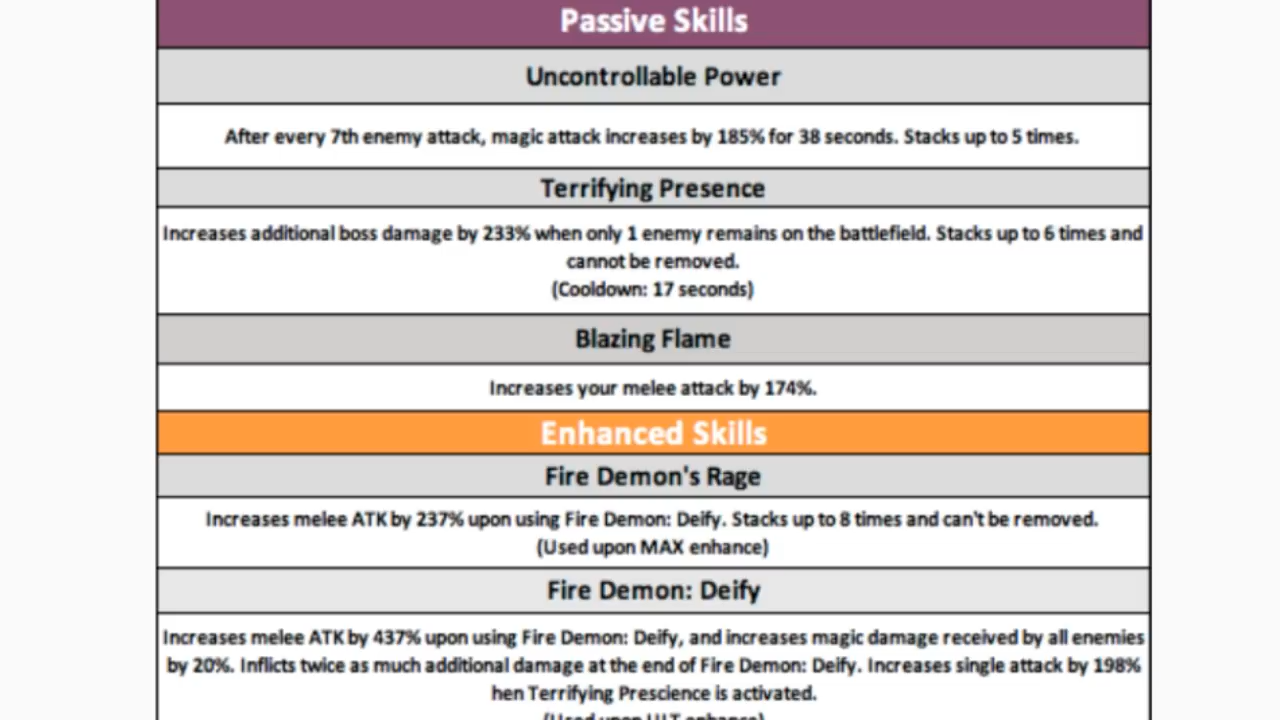 Passive Skills
Uncontrollable Power
After every 7th enemy attack, magic attack increases by 185% for 38 seconds. Stacks up to 5 times.
Terrifying Presence
Increases additional boss damage by 233% when only 1 enemy remains on the battlefield. Stacks up to 6 times and
cannot be removed.
(Cooldown: 17 seconds)
Blazing Flame
Increases your melee attack by 174%.
Enhanced Skills
Fire Demon's Rage
Increases melee ATK by 237% upon using Fire Demon: Deify. Stacks up to 8 times and can't be removed.
(Used upon MAX enhance)
Fire Demon: Deify
Increases melee ATK by 437% upon using Fire Demon: Deify, and increases magic damage received by all enemies
by 20%. Inflicts twice as much additional damage at the end of Fire Demon: Deify. Increases single attack by 198%
hen Terrifying Prescience is activated.
(Used upon ULT enhance)